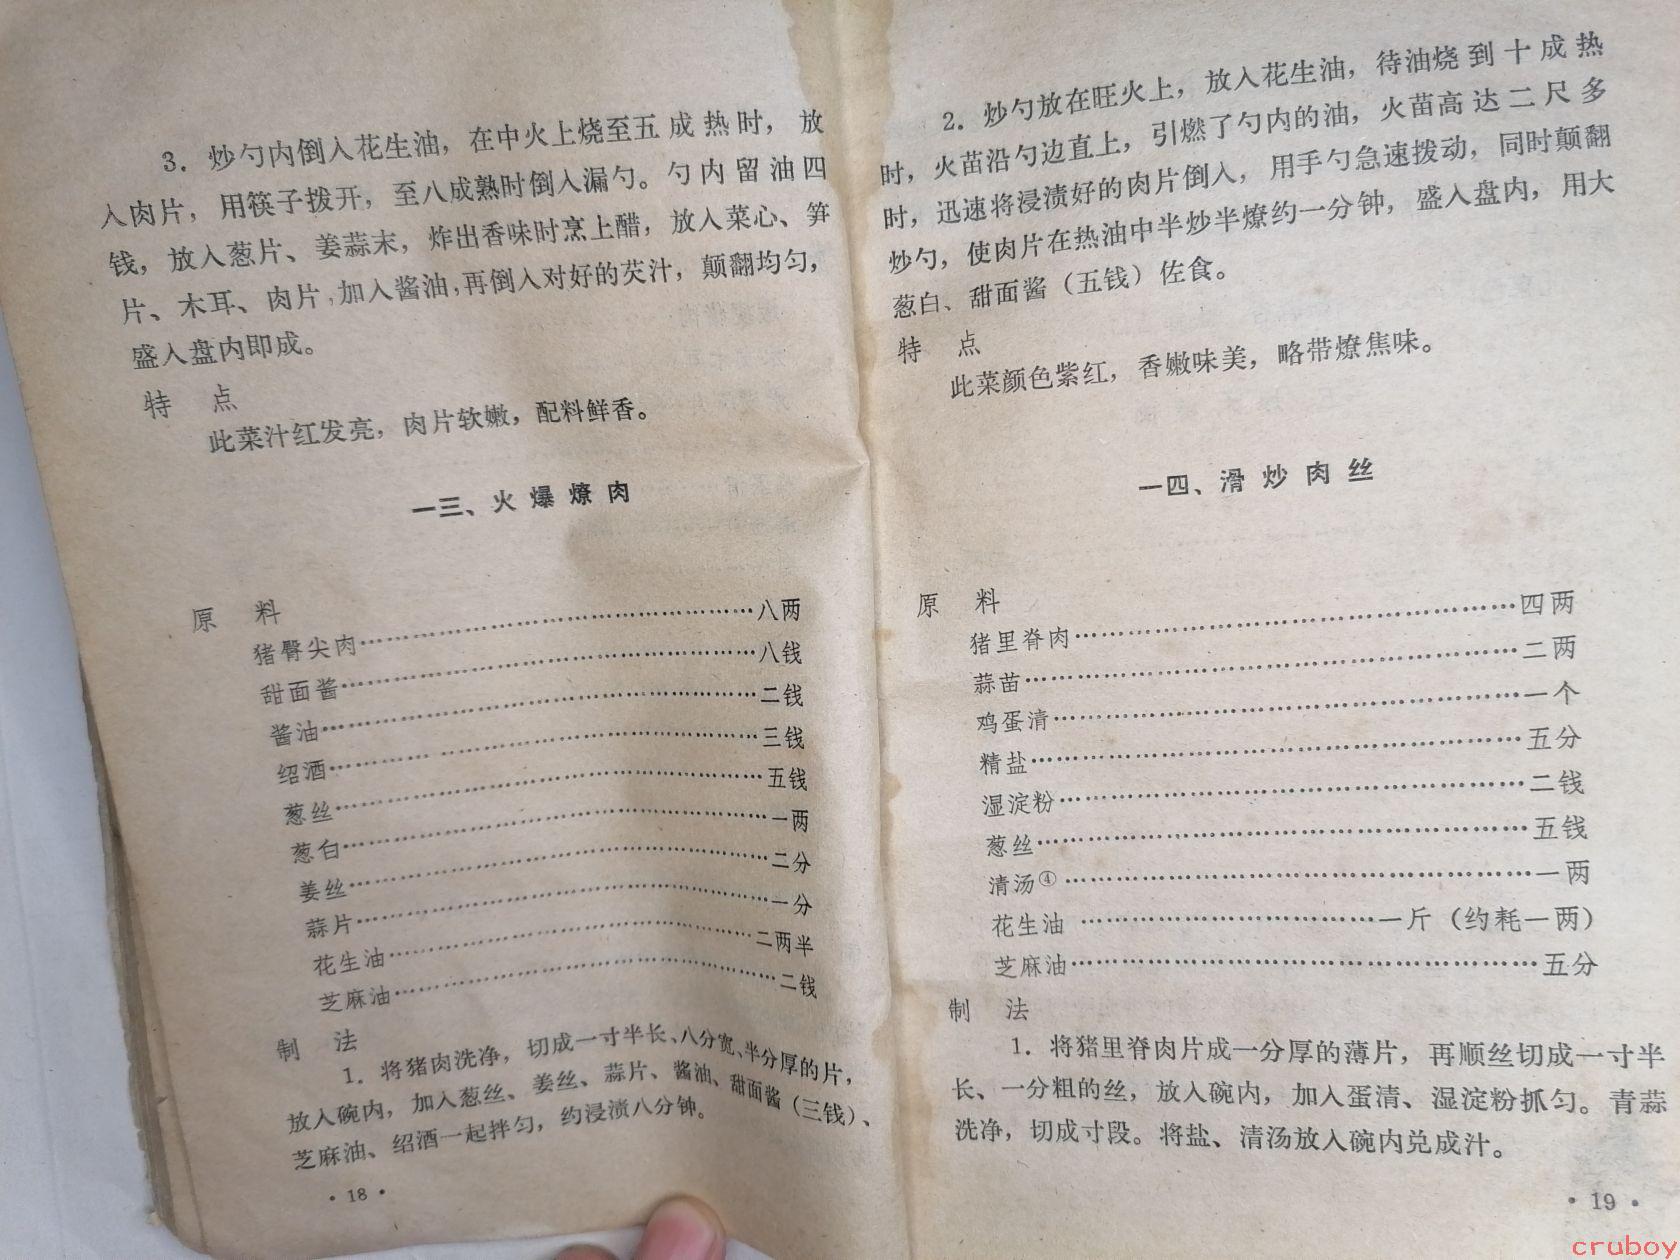 3．炒勺内倒入花生油，在中火上烧至五成热时，放
入肉片，用筷子拨开，至八成熟时倒入漏勺。勺内留油四
钱，放入葱片、姜蒜末，炸出香味时烹上醋，放入菜心、笋
片、木耳、肉片，加入酱油，再倒入对好的芡汁，颠翻均匀，
盛入盘内即成。
特　点
此菜汁红发亮，肉片软嫩，配料鲜香。
一三、火爆燎肉
原　料
猪臀尖肉…………八两
甜面酱…………八钱
酱油…………二钱
绍酒…………三钱
葱丝…………五钱
葱白…………一两
姜丝…………二分
蒜片…………一分
花生油…………二两半
芝麻油…………二钱
制　法
1．将猪肉洗净，切成一寸半长、八分宽、半分厚的片，
放入碗内，加入葱丝、姜丝、蒜片、酱油、甜面酱（三钱）、
芝麻油、绍酒一起拌匀，约浸渍八分钟。
· 18 ·
2．炒勺放在旺火上，放入花生油，待油烧到十成热
时，火苗沿勺边直上，引燃了勺内的油，火苗高达二尺多
时，迅速将浸渍好的肉片倒入，用手勺急速拨动，同时颠翻
炒勺，使肉片在热油中半炒半燎约一分钟，盛入盘内，用大
葱白、甜面酱（五钱）佐食。
特　点
此菜颜色紫红，香嫩味美，略带燎焦味。
一四、滑炒肉丝
原　料
猪里脊肉…………四两
蒜苗…………二两
鸡蛋清…………一个
精盐…………五分
湿淀粉…………二钱
葱丝…………五钱
清汤④…………一两
花生油…………一斤（约耗一两）
芝麻油…………五分
制　法
1．将猪里脊肉片成一分厚的薄片，再顺丝切成一寸半
长、一分粗的丝，放入碗内，加入蛋清、湿淀粉抓匀。青蒜
洗净，切成寸段。将盐、清汤放入碗内兑成汁。
· 19 ·
cruboy